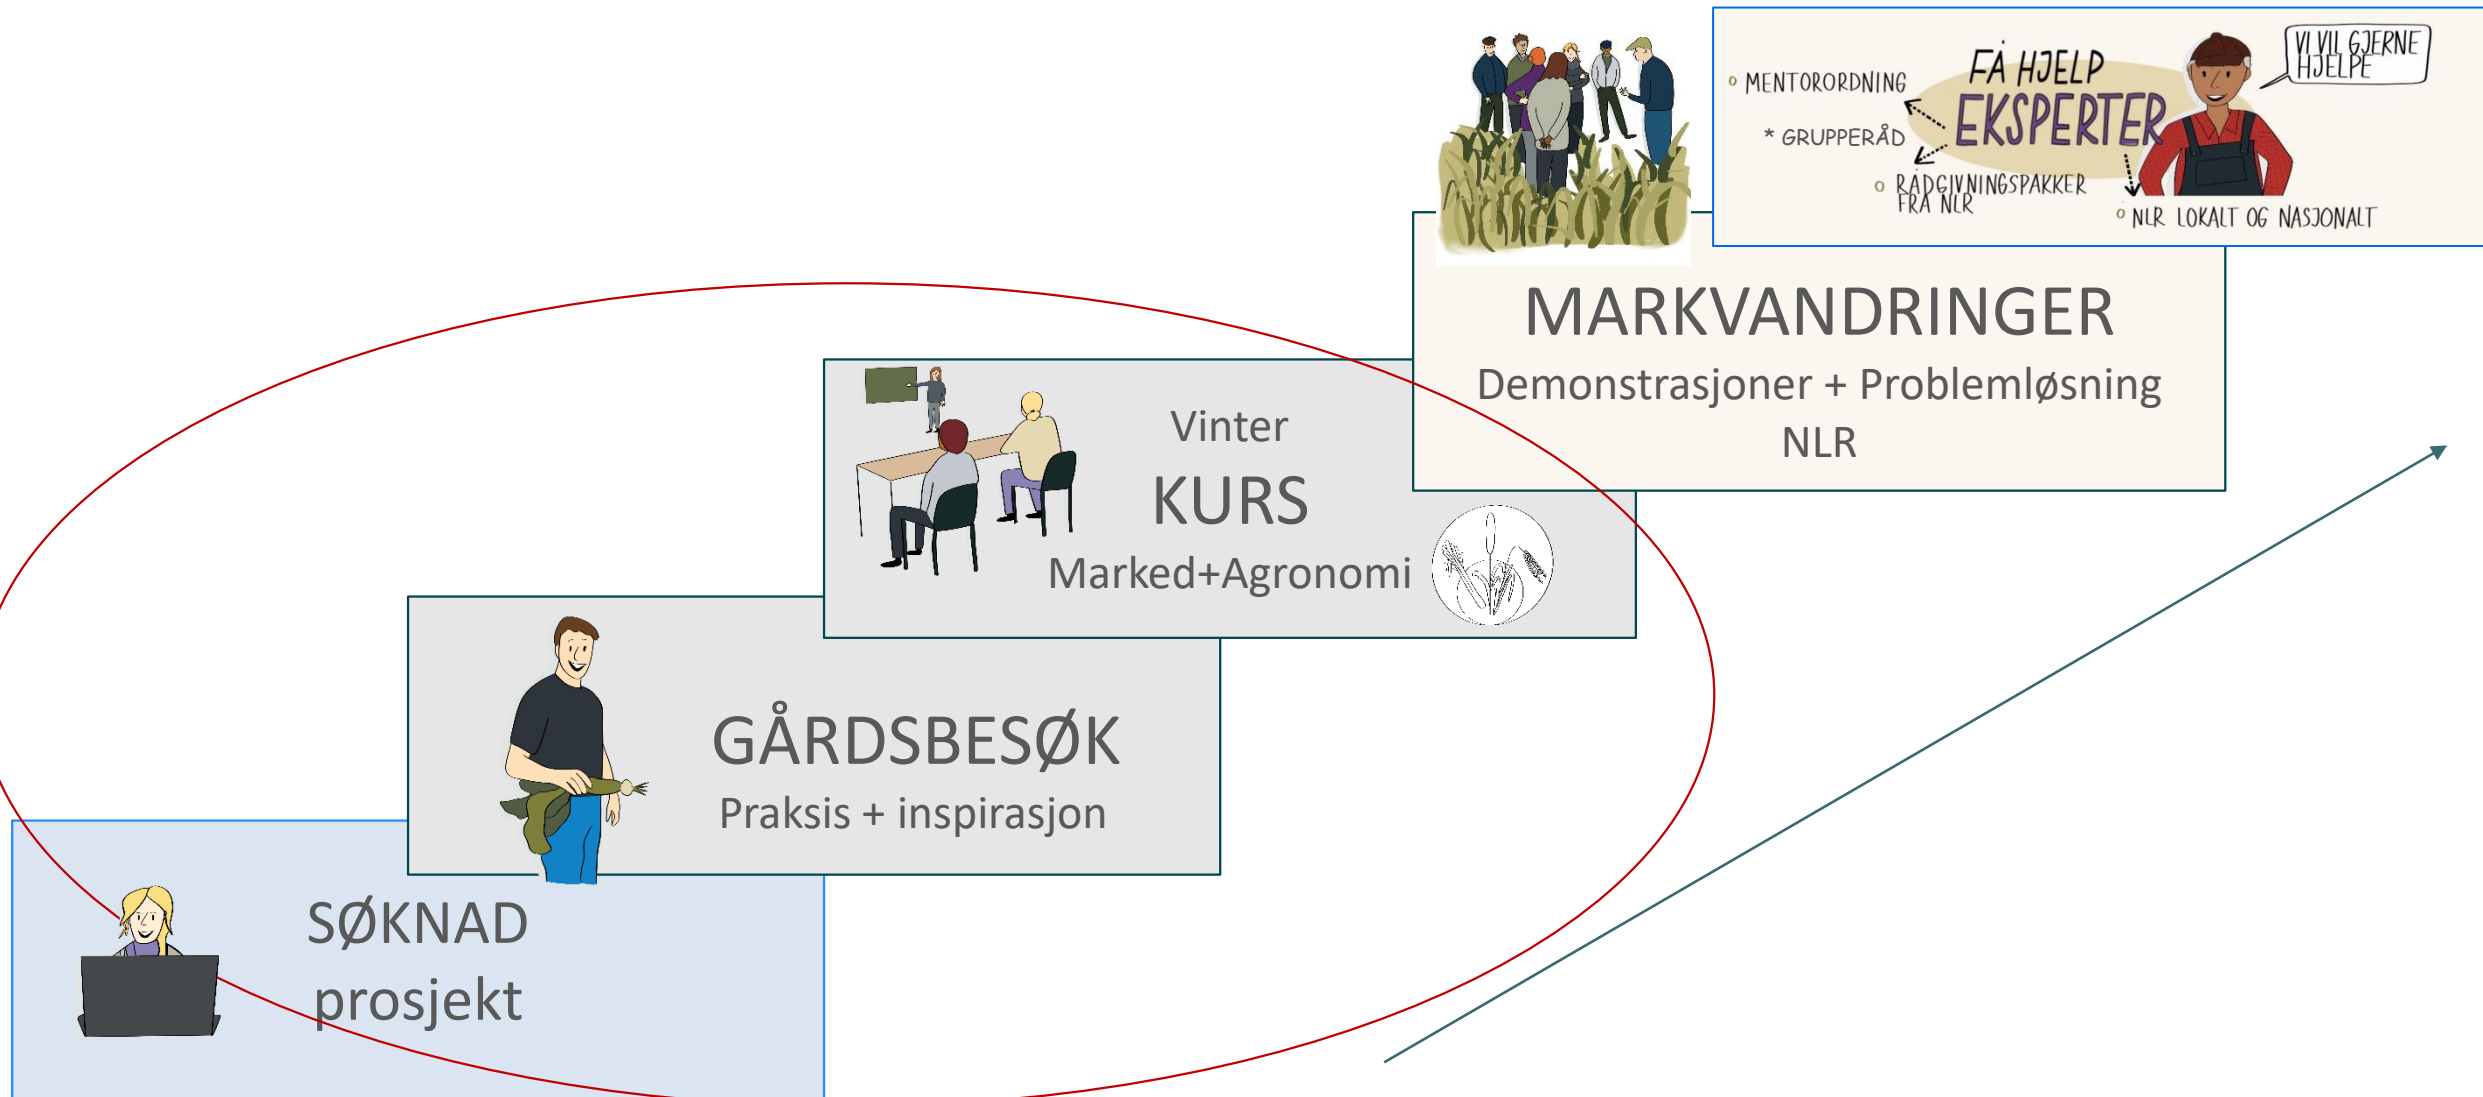 FÅ HJELP
EKSPERTER
VI VIL GJERNE
HJELPE
o MENTORORDNING
* GRUPPERÅD
o RÅDGIVNINGSPAKKER
FRA NLR
o NLR LOKALT OG NASJONALT
MARKVANDRINGER
Demonstrasjoner + Problemløsning
NLR
Vinter
KURS
Marked+Agronomi
GÅRDSBESØK
Praksis + inspirasjon
SØKNAD
prosjekt